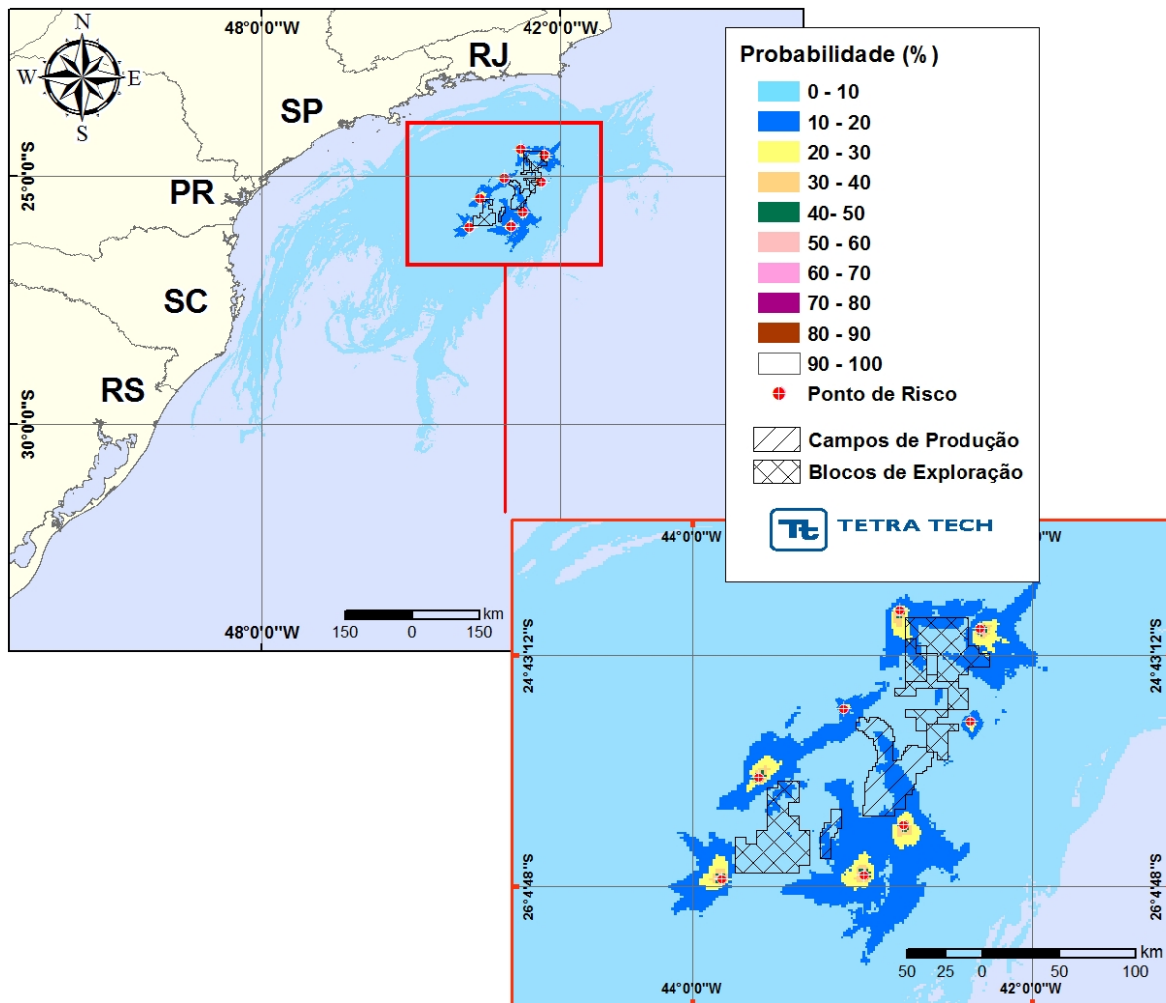 48°0'0"W
42°0'0"W
N
W
E
S
RJ
SP
PR
SC
RS
25°0'0"S
30°0'0"S
km
150 0 150
48°0'0"W
Probabilidade (%)
0 - 10
10 - 20
20 - 30
30 - 40
40- 50
50 - 60
60 - 70
70 - 80
80 - 90
90 - 100
Ponto de Risco
Campos de Produção
Blocos de Exploração
Tt TETRA TECH
44°0'0"W
24°43'12"S
24°43'12"S
26°4'48"S
26°4'48"S
km
50 25 0 50 100
44°0'0"W
42°0'0"W